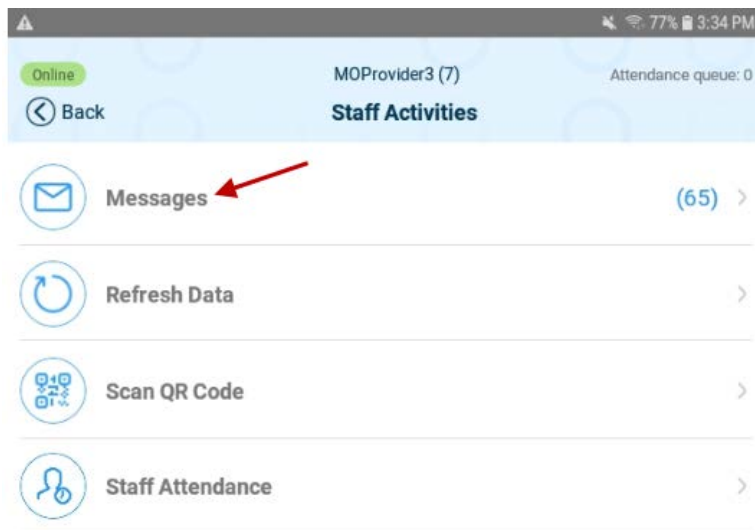 77% 3:34 PM
Online MOProvider3 (7) Attendance queue: 0
Back Staff Activities
Messages (65)
Refresh Data
Scan QR Code
Staff Attendance